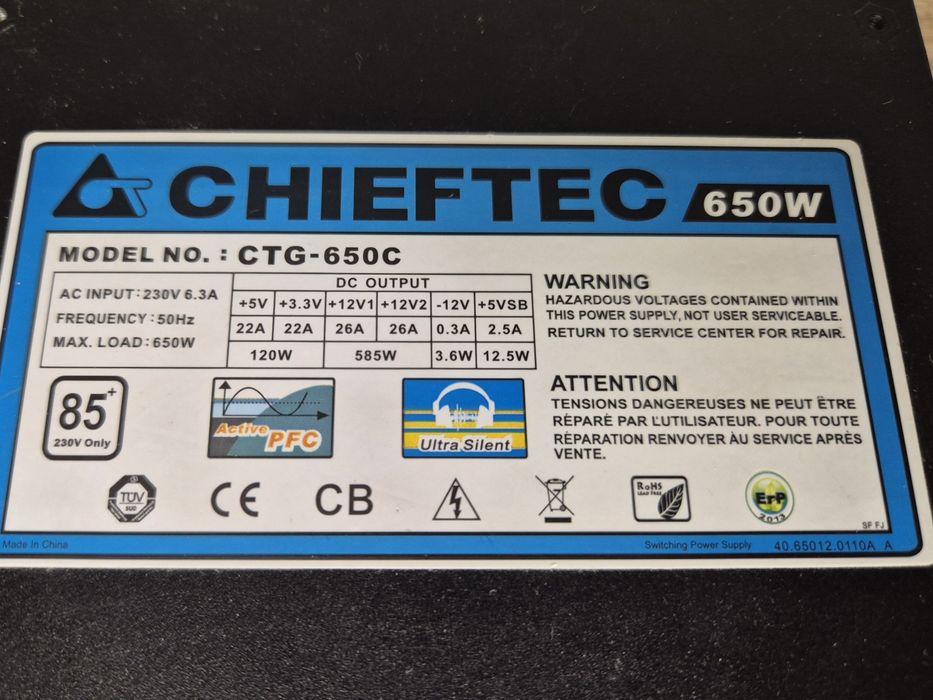 CHIEFTEC 650W
MODEL NO. : CTG-650C
AC INPUT: 230V 6.3A
FREQUENCY: 50Hz
MAX. LOAD: 650W
DC OUTPUT
+5V +3.3V +12V1 +12V2 -12V +5VSB
22A 22A 26A 26A 0.3A 2.5A
120W 585W 3.6W 12.5W
WARNING
HAZARDOUS VOLTAGES CONTAINED WITHIN
THIS POWER SUPPLY, NOT USER SERVICEABLE.
RETURN TO SERVICE CENTER FOR REPAIR.
ATTENTION
TENSIONS DANGEREUSES NE PEUT ÊTRE
RÉPARÉ PAR L'UTILISATEUR. POUR TOUTE
RÉPARATION RENVOYER ÀU SERVICE APRÈS
VENTE.
85+
230V Only
Active
PFC
Ultra Silent
TÜV
SÜD
CE
CB
RoHS
LEAD FREE
ErP
2013
SF FJ
Made In China
Switching Power Supply 40.65012.0110A A